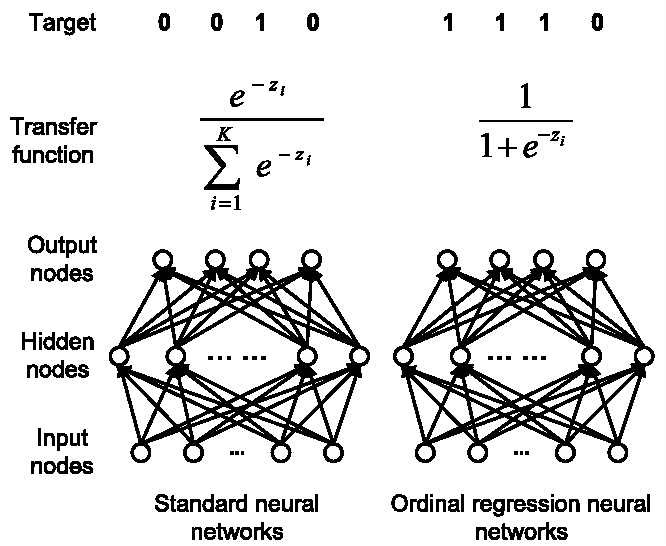 Target 0 0 1 0 1 1 1 0
Transfer function
e^{-z_i} / \sum_{i=1}^{K} e^{-z_i}
1 / 1+e^{-z_i}
Output
nodes
Hidden
nodes
... ...
... ...
Input
nodes
...
...
Standard neural
networks
Ordinal regression neural
networks